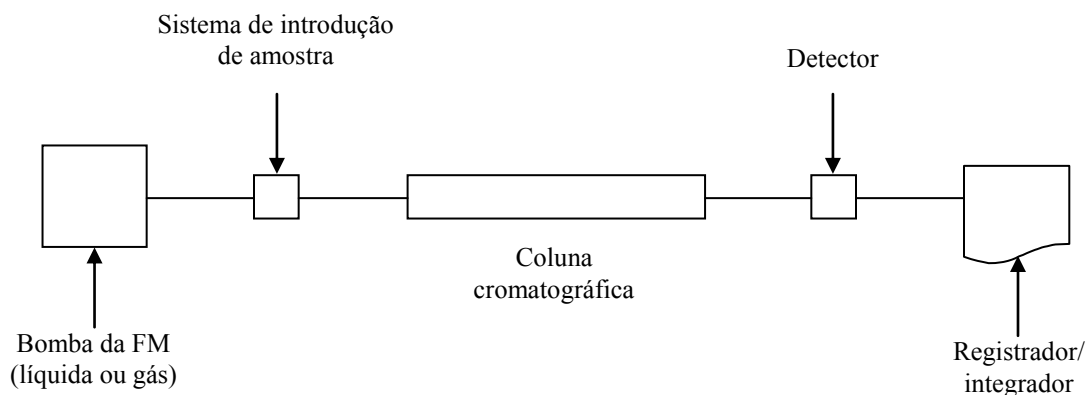 Sistema de introdução
de amostra
Detector
Coluna
cromatográfica
Bomba da FM
(líquida ou gás)
Registrador/
integrador